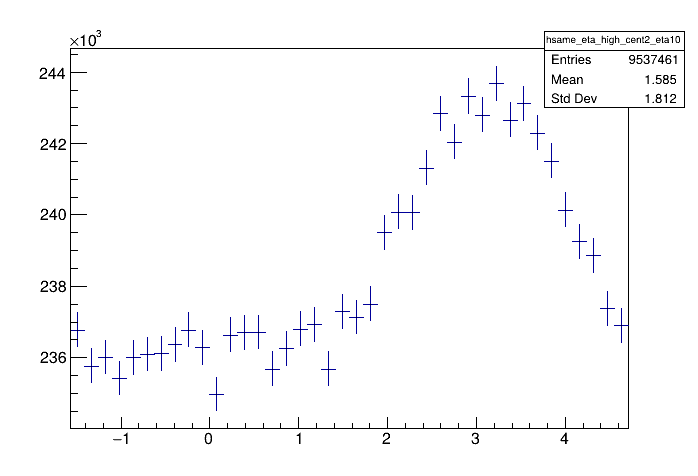 ×10³
hsame_eta_high_cent2_eta10
Entries 9537461
Mean 1.585
Std Dev 1.812
244
242
240
238
236
−1 0 1 2 3 4